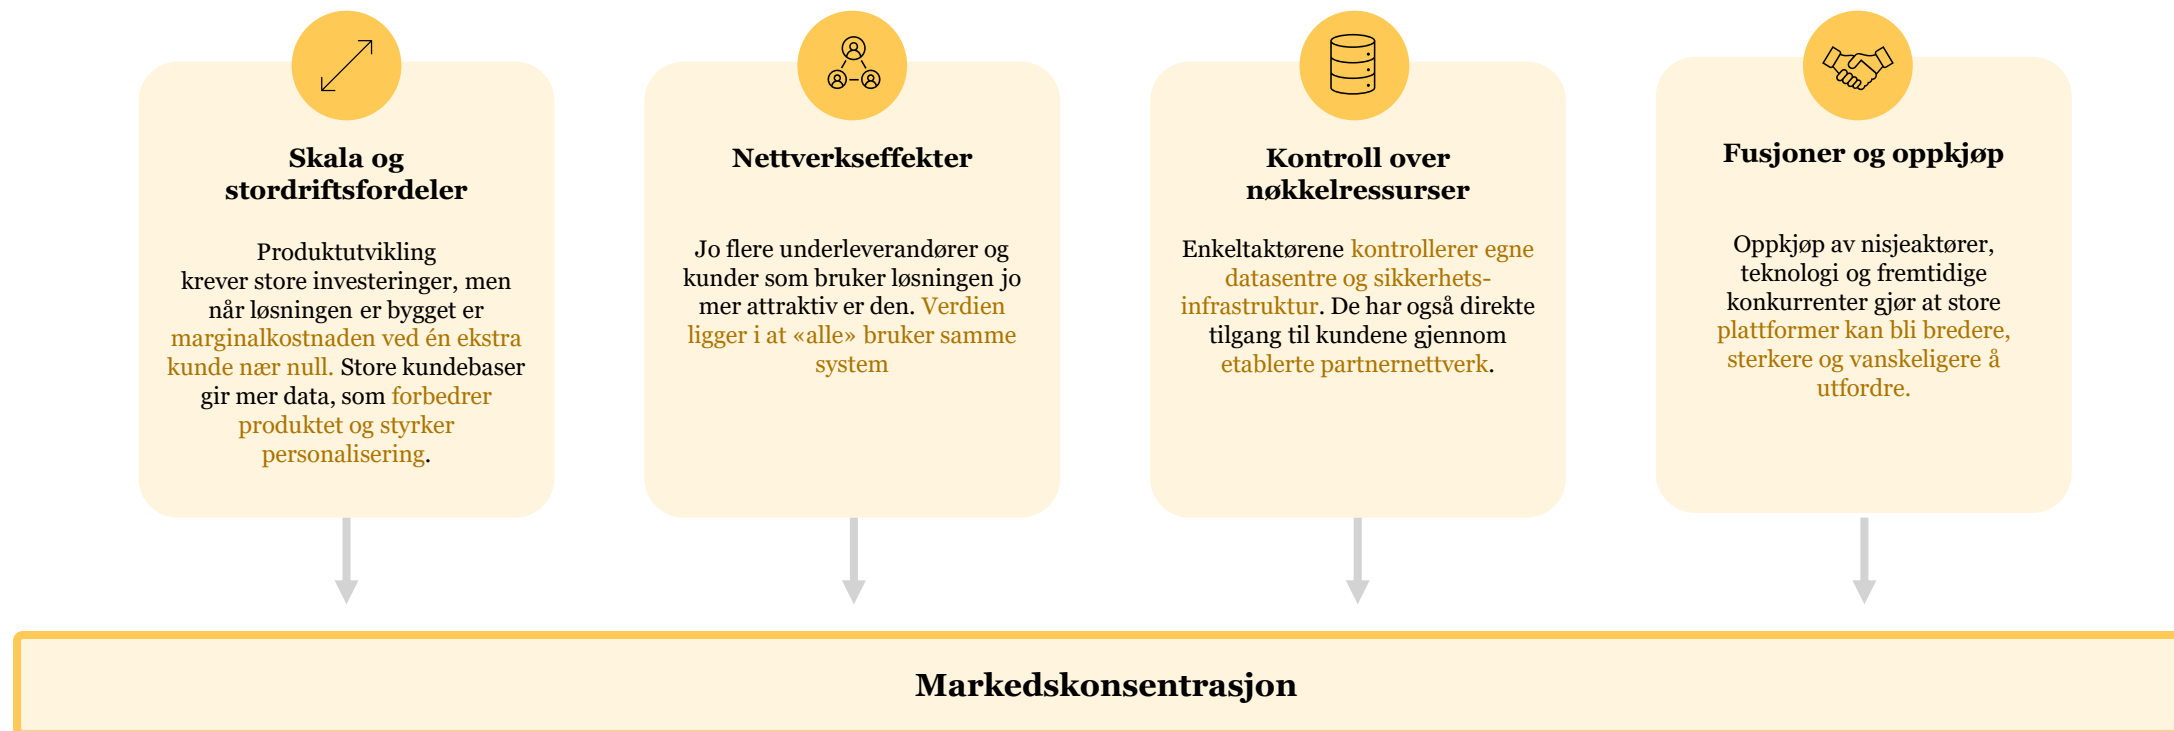 Skala og
stordriftsfordeler
Produktutvikling
krever store investeringer, men
når løsningen er bygget er
marginalkostnaden ved én ekstra
kunde nær null. Store kundebaser
gir mer data, som forbedrer
produktet og styrker
personalisering.
Nettverkseffekter
Jo flere underleverandører og
kunder som bruker løsningen jo
mer attraktiv er den. Verdien
ligger i at «alle» bruker samme
system
Kontroll over
nøkkelressurser
Enkeltaktørene kontrollerer egne
datasentre og sikkerhets-
infrastruktur. De har også direkte
tilgang til kundene gjennom
etablerte partnernettverk.
Fusjoner og oppkjøp
Oppkjøp av nisjeaktører,
teknologi og fremtidige
konkurrenter gjør at store
plattformer kan bli bredere,
sterkere og vanskeligere å
utfordre.
Markedskonsentrasjon